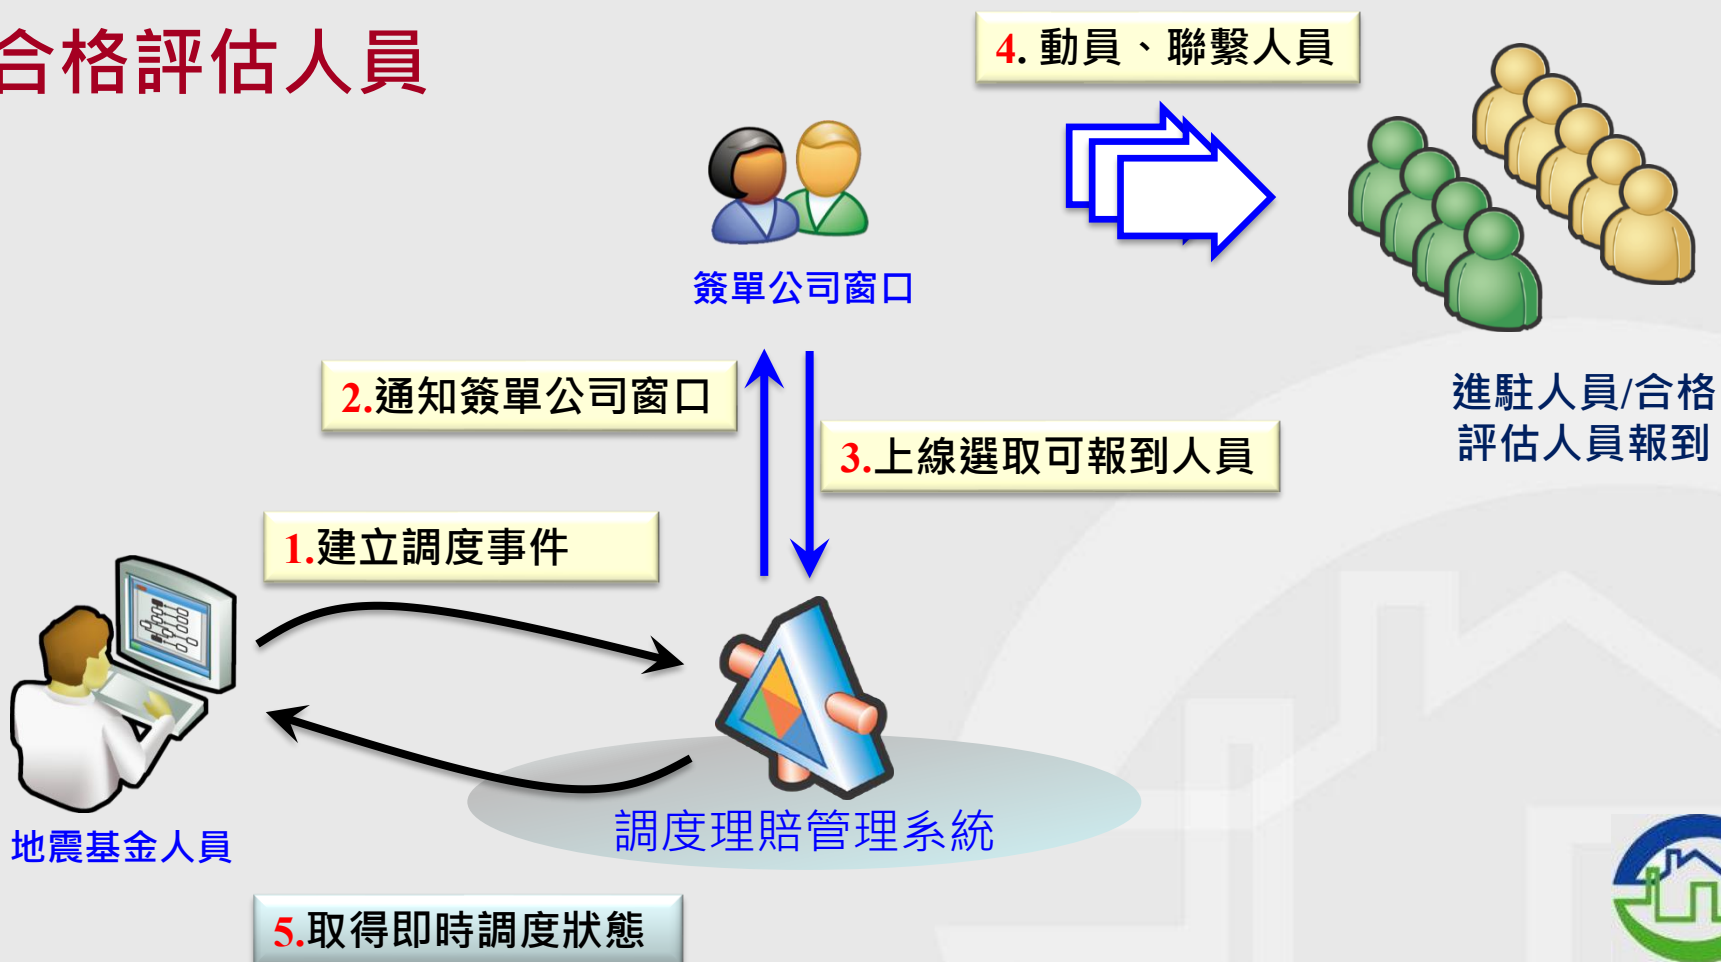 合格評估人員
4. 動員、聯繫人員
簽單公司窗口
2.通知簽單公司窗口
進駐人員/合格
評估人員報到
3.上線選取可報到人員
1.建立調度事件
調度理賠管理系統
地震基金人員
5.取得即時調度狀態